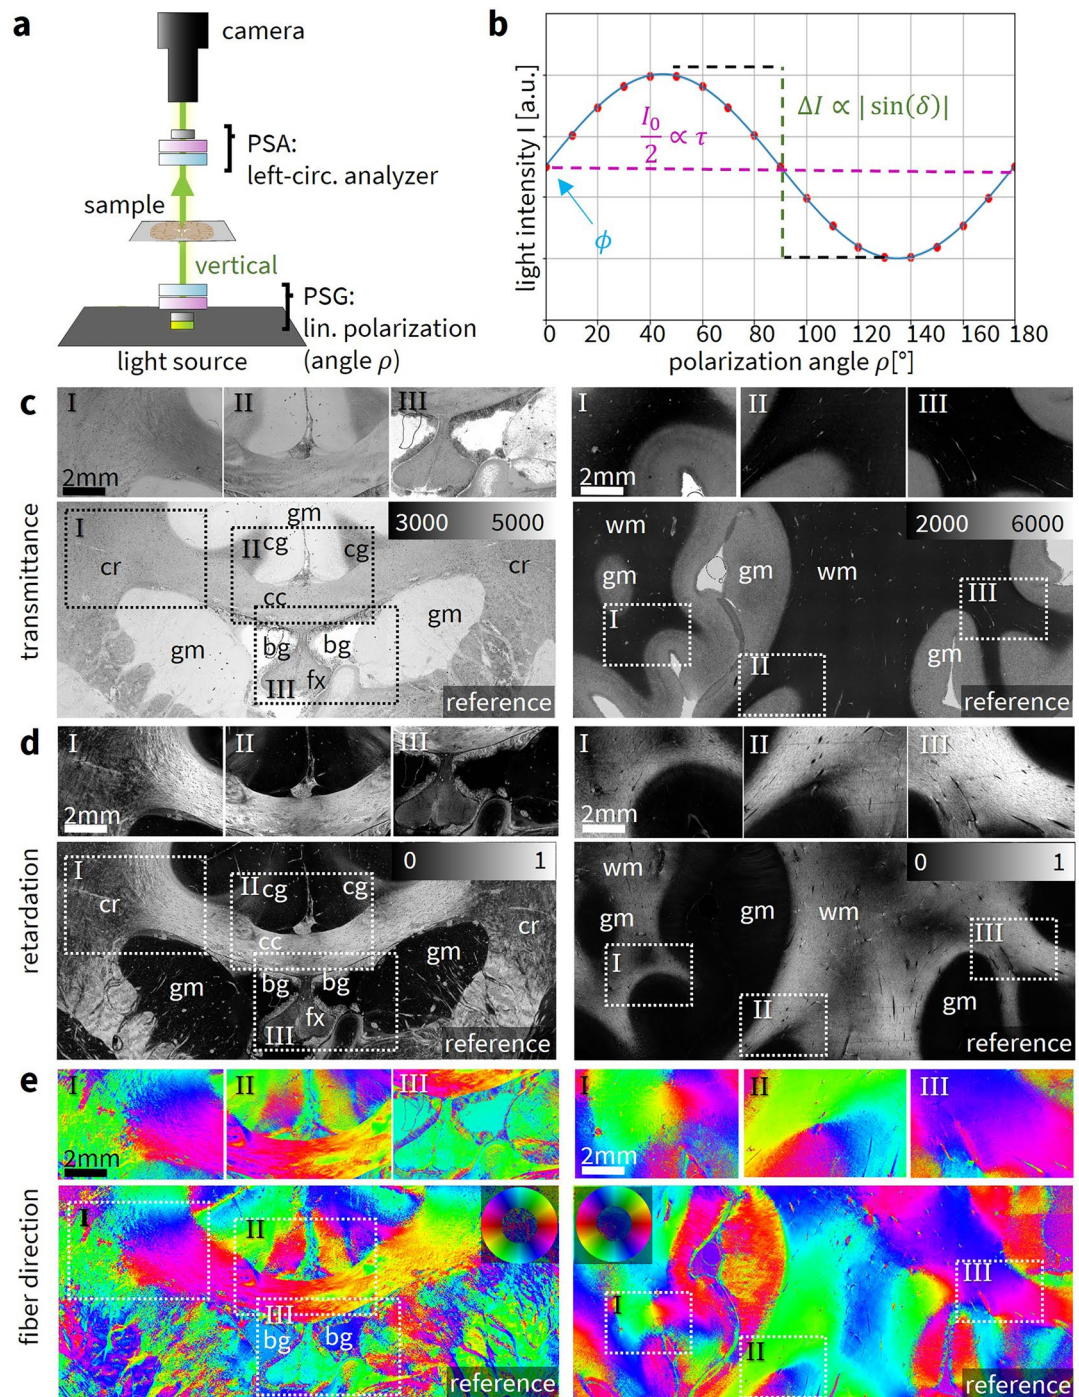 a
camera
PSA:
left-circ. analyzer
sample
vertical
PSG:
lin. polarization
(angle ρ)
light source
b
light intensity I [a.u.]
I₀/2 ∝ τ
ΔI ∝ | sin(δ)|
ϕ
0 20 40 60 80 100 120 140 160 180
polarization angle ρ[°]
c
transmittance
I II III
2mm
I
cr
gm
II cg cg
cc
cr
gm
gm
bg bg
III fx
3000 5000
reference
I II III
2mm
wm
gm
gm
wm
I
II
III
gm
2000 6000
reference
d
retardation
I II III
2mm
I
cr
II cg cg
cc
cr
gm
gm
bg bg
III fx
0 1
reference
I II III
2mm
wm
gm
gm
wm
I
II
III
gm
0 1
reference
e
fiber direction
I II III
2mm
I
II
III
bg bg
reference
I II III
2mm
I
II
III
reference